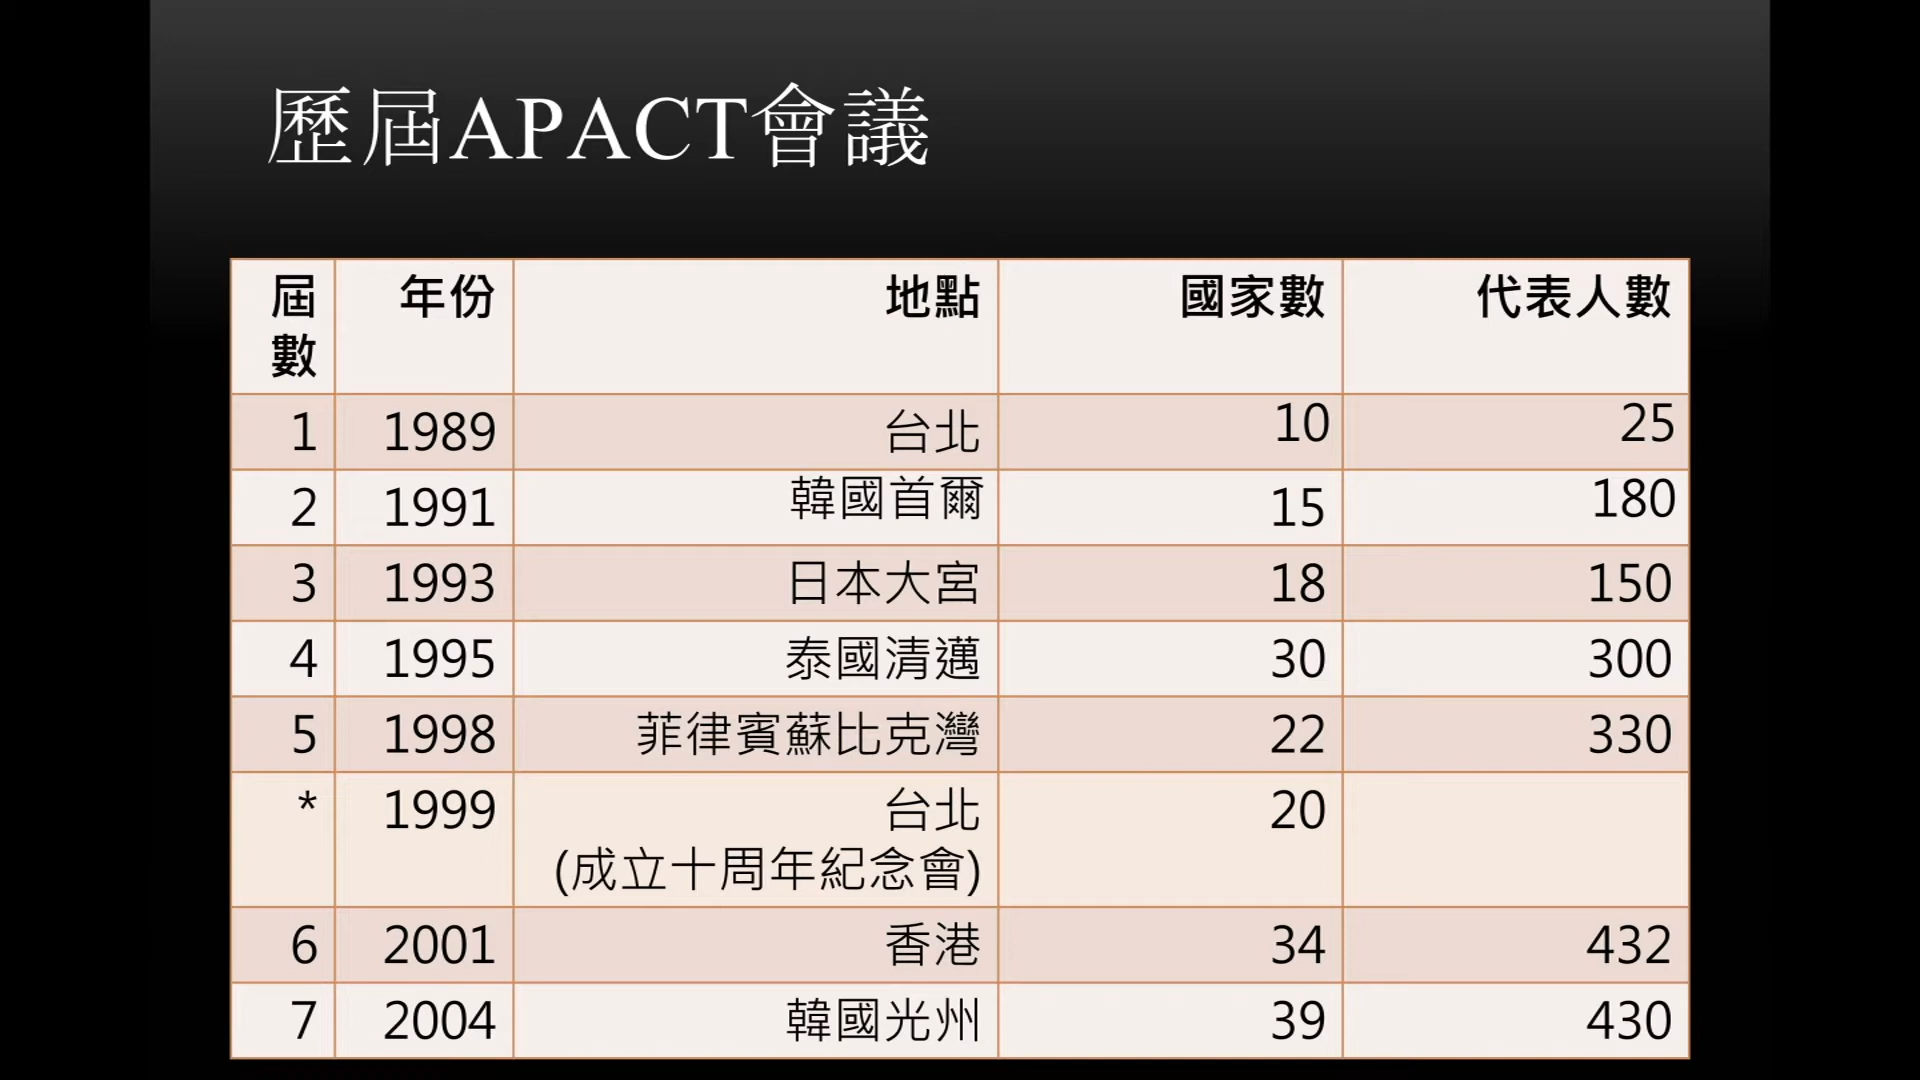 歷屆APACT會議
屆數 年份 地點 國家數 代表人數
1 1989 台北 10 25
2 1991 韓國首爾 15 180
3 1993 日本大宮 18 150
4 1995 泰國清邁 30 300
5 1998 菲律賓蘇比克灣 22 330
* 1999 台北 20
(成立十周年紀念會)
6 2001 香港 34 432
7 2004 韓國光州 39 430